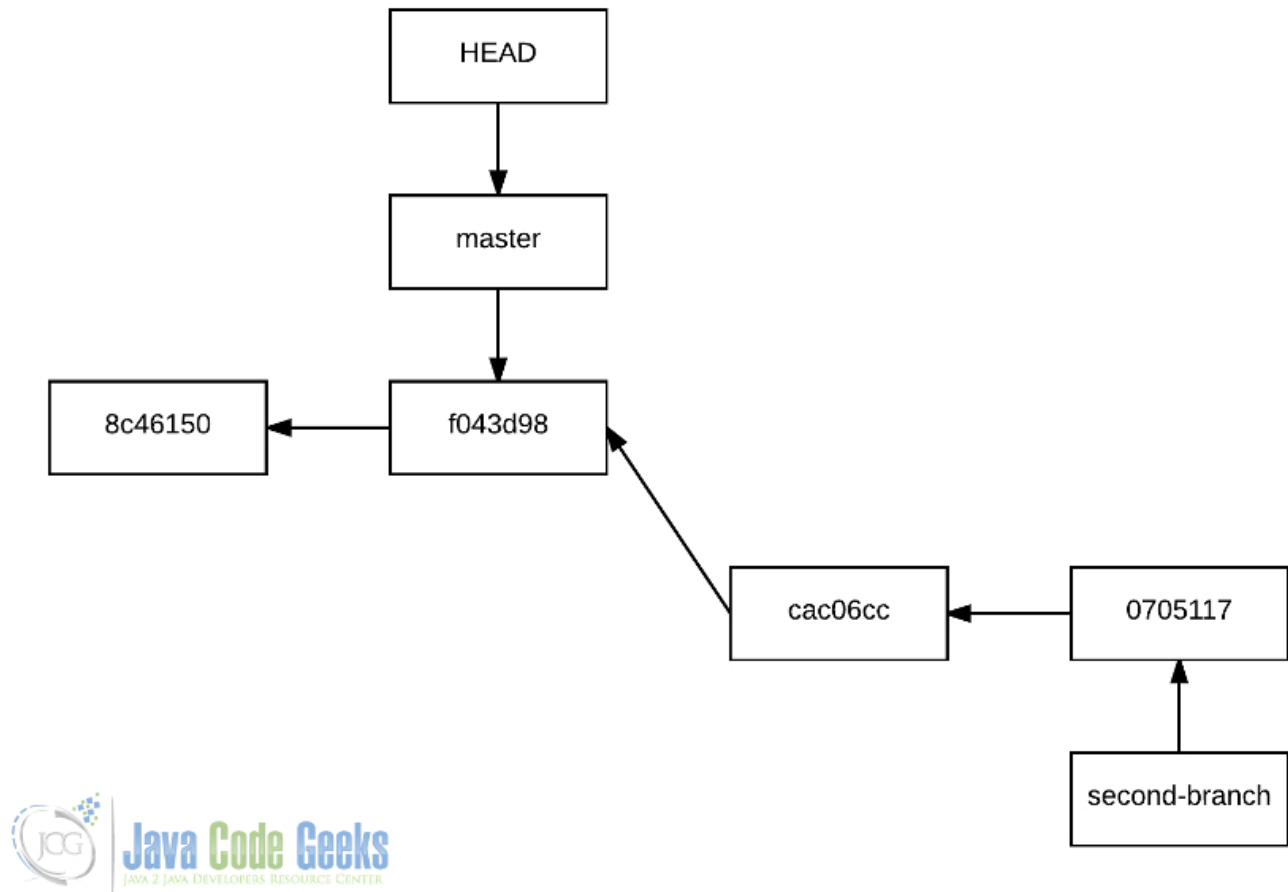 HEAD
master
8c46150
f043d98
cac06cc
0705117
second-branch
JCG
Java Code Geeks
JAVA 2 JAVA DEVELOPERS RESOURCE CENTER